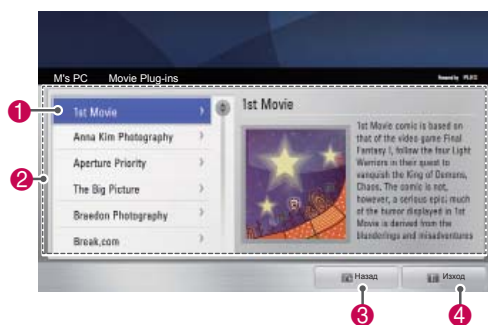 M's PC Movie Plug-ins Powered by PLEX
1st Movie
Anna Kim Photography
Aperture Priority
The Big Picture
Braedon Photography
Break.com
1st Movie
1st Movie comic is based on
that of the video game Final
Fantasy I, follow the four Light
Warriors in their quest to
vanquish the King of Demons,
Chaos. The comic is not,
however, a serious epic; much
of the humor displayed in 1st
Movie is derived from the
blunderings and misadventures
Назад
Изход
1
2
3
4